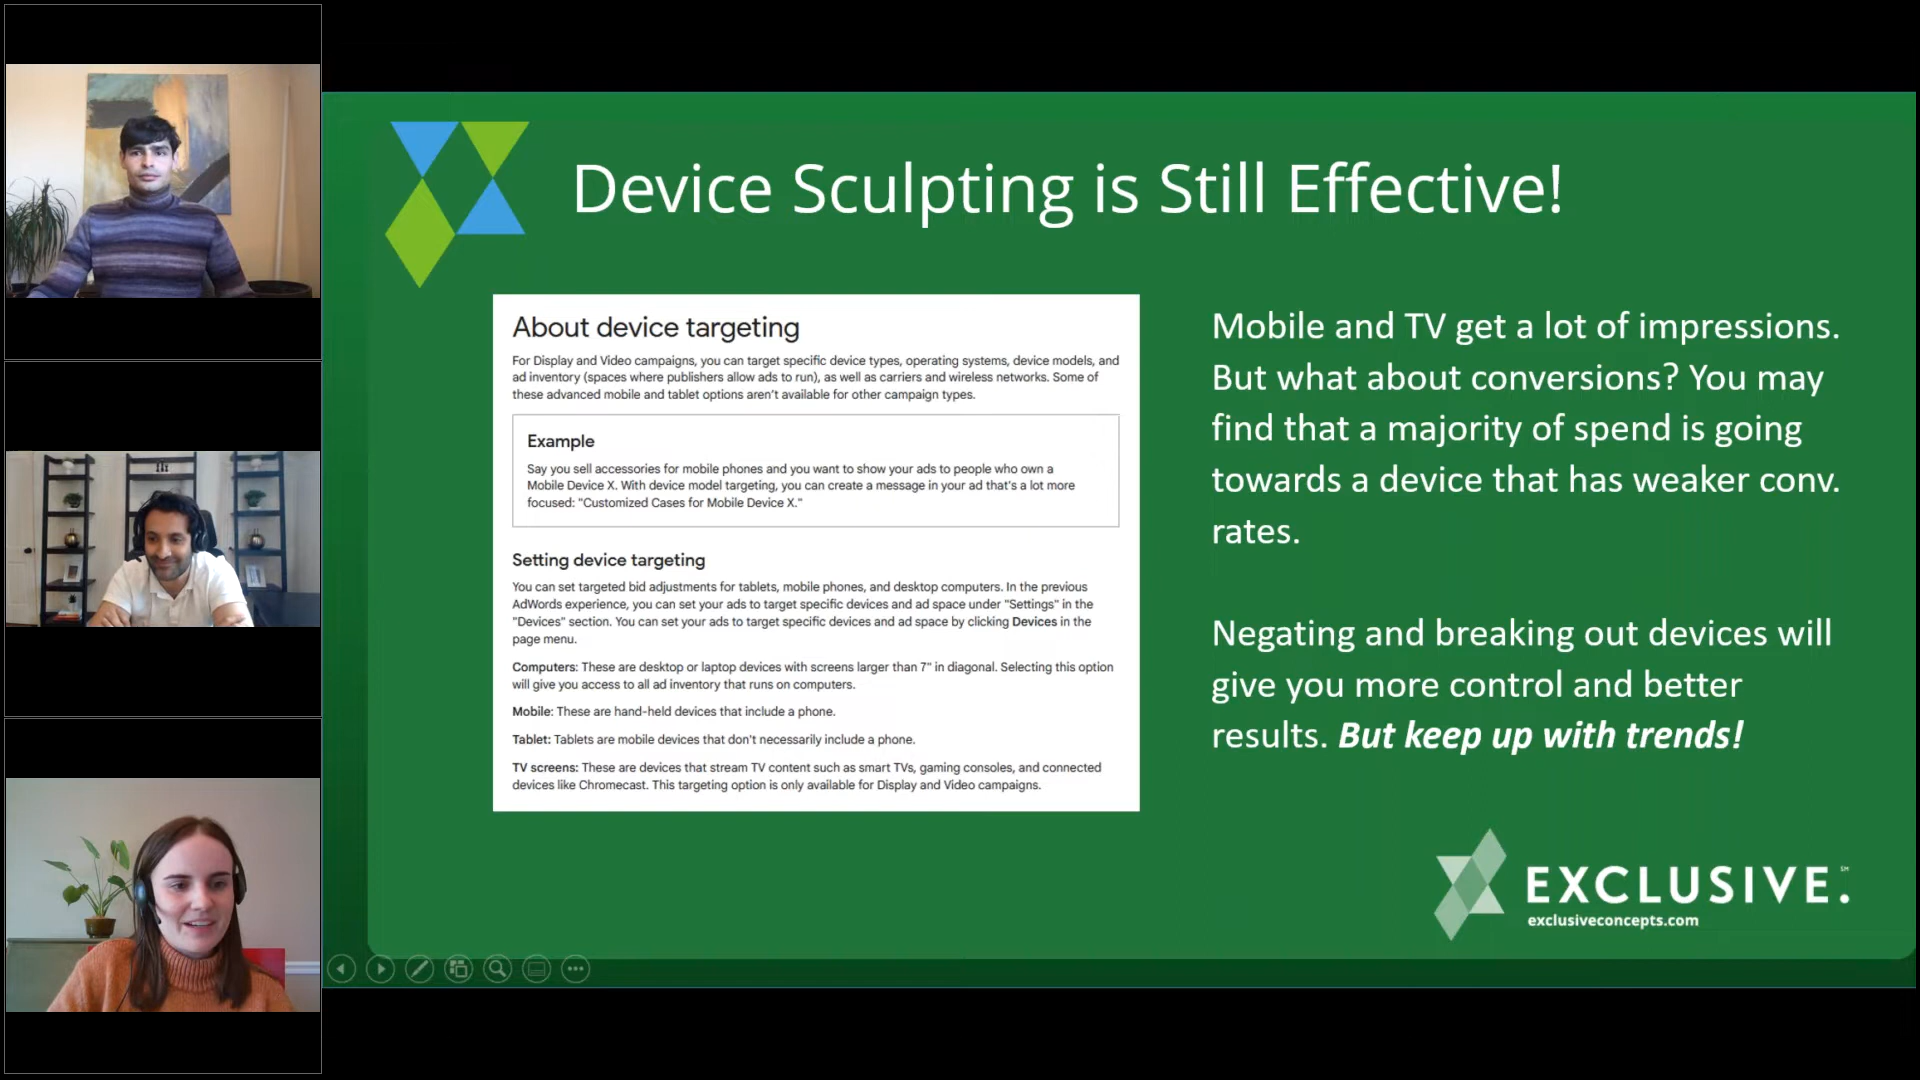 Device Sculpting is Still Effective!
About device targeting
For Display and Video campaigns, you can target specific device types, operating systems, device models, and
ad inventory (spaces where publishers allow ads to run), as well as carriers and wireless networks. Some of
these advanced mobile and tablet options aren't available for other campaign types.
Example
Say you sell accessories for mobile phones and you want to show your ads to people who own a
Mobile Device X. With device model targeting, you can create a message in your ad that's a lot more
focused: "Customized Cases for Mobile Device X."
Setting device targeting
You can set targeted bid adjustments for tablets, mobile phones, and desktop computers. In the previous
AdWords experience, you can set your ads to target specific devices and ad space under "Settings" in the
"Devices" section. You can set your ads to target specific devices and ad space by clicking Devices in the
page menu.
Computers: These are desktop or laptop devices with screens larger than 7" in diagonal. Selecting this option
will give you access to all ad inventory that runs on computers.
Mobile: These are hand-held devices that include a phone.
Tablet: Tablets are mobile devices that don't necessarily include a phone.
TV screens: These are devices that stream TV content such as smart TVs, gaming consoles, and connected
devices like Chromecast. This targeting option is only available for Display and Video campaigns.
Mobile and TV get a lot of impressions.
But what about conversions? You may
find that a majority of spend is going
towards a device that has weaker conv.
rates.
Negating and breaking out devices will
give you more control and better
results. But keep up with trends!
EXCLUSIVE.℠
exclusiveconcepts.com